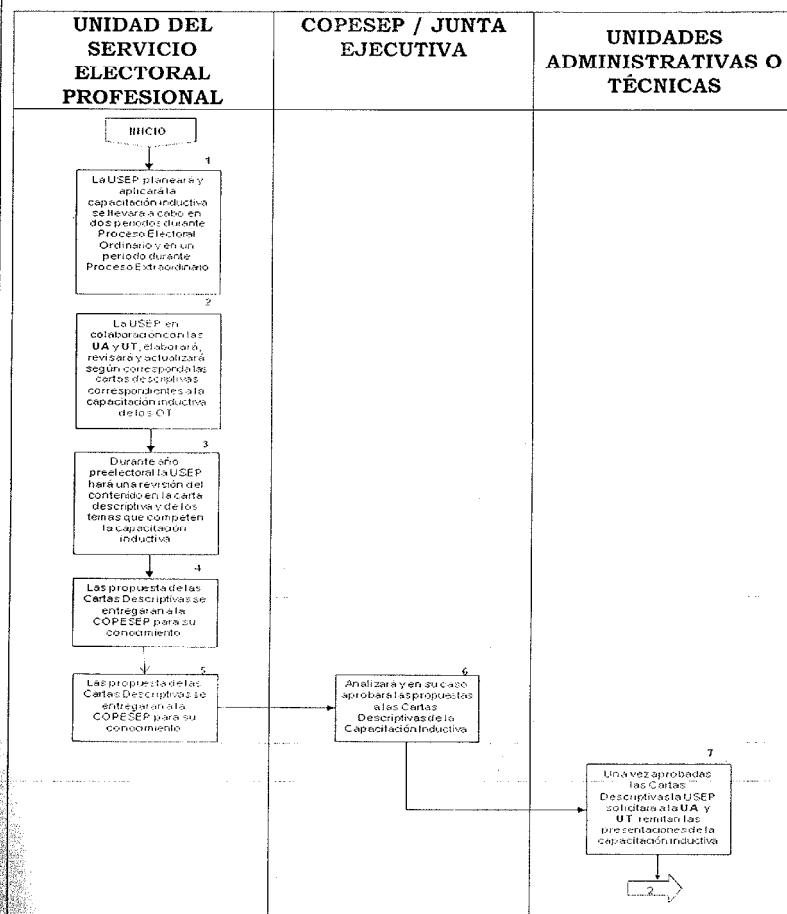 UNIDAD DEL
SERVICIO
ELECTORAL
PROFESIONAL
COPESEP / JUNTA
EJECUTIVA
UNIDADES
ADMINISTRATIVAS O
TÉCNICAS
INICIO
1
La USEP planeará y
aplicará la
capacitación inductiva
se llevara a cabo en
dos periodos durante
Proceso Electoral
Ordinario y en un
periodo durante
Proceso Extraordinario
2
La USEP en
colaboración con las
UA y UT, elaborará,
revisará y actualizará
según corresponda las
cartas descriptivas
correspondientes a la
capacitación inductiva
de los OT
3
Durante año
preelectoral la USEP
hará una revisión del
contenido en la carta
descriptiva y de los
temas que competen
la capacitación
inductiva
4
Las propuesta de las
Cartas Descriptivas se
entregaran a la
COPESEP para su
conocimiento
5
Las propuesta de las
Cartas Descriptivas se
entregaran a la
COPESEP para su
conocimiento
6
Analizará y en su caso
aprobara las propuestas
a las Cartas
Descriptivas de la
Capacitación Inductiva
7
Una vez aprobadas
las Cartas
Descriptivas la USEP
solicitara a la UA y
UT remitan las
presentaciones de la
capacitación inductiva
2